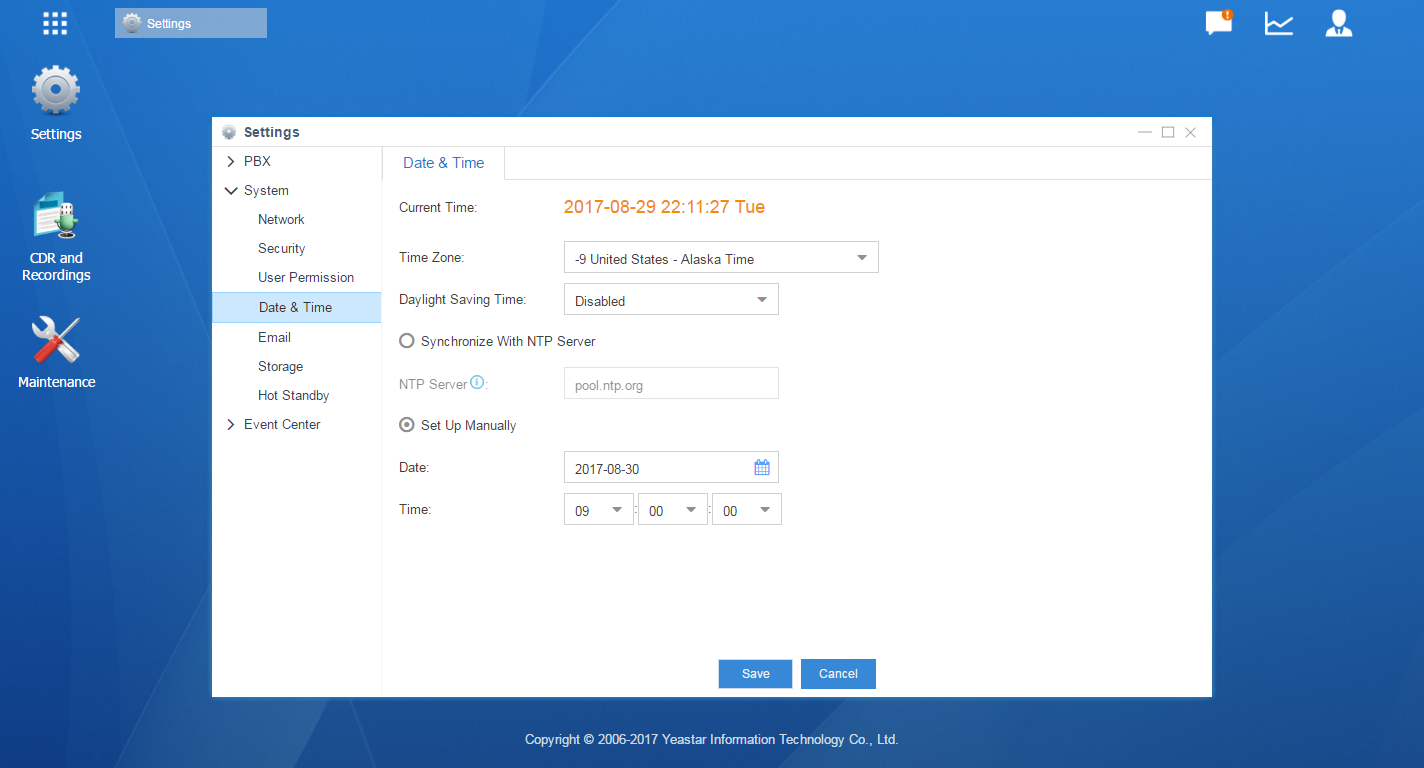 Settings
Settings
CDR and
Recordings
Maintenance
Settings
PBX
System
Network
Security
User Permission
Date & Time
Email
Storage
Hot Standby
Event Center
Date & Time
Current Time: 2017-08-29 22:11:27 Tue
Time Zone: -9 United States - Alaska Time
Daylight Saving Time: Disabled
Synchronize With NTP Server
NTP Server: pool.ntp.org
Set Up Manually
Date: 2017-08-30
Time: 09 : 00 : 00
Save Cancel
Copyright © 2006-2017 Yeastar Information Technology Co., Ltd.